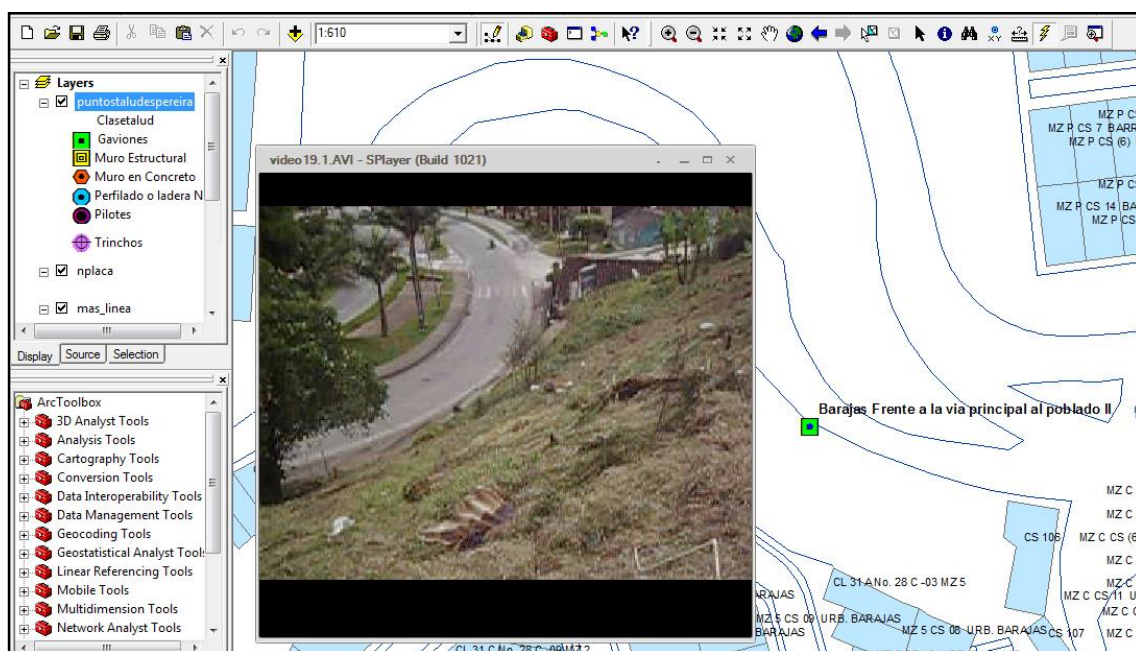 1:610
Layers
puntostaludespereira
Clasetalud
Gaviones
Muro Estructural
Muro en Concreto
Perfilado o ladera N
Pilotes
Trinchos
nplaca
mas_linea
Display Source Selection
ArcToolbox
3D Analyst Tools
Analysis Tools
Cartography Tools
Conversion Tools
Data Interoperability Tools
Data Management Tools
Geocoding Tools
Geostatistical Analyst Tools
Linear Referencing Tools
Mobile Tools
Multidimension Tools
Network Analyst Tools
video19.1.AVI - SPlayer (Build 1021)
XY
MZ P CS 7 BARR
MZ P CS (6)
MZ P CS 14 BA
MZ P CS
Barajas Frente a la via principal al poblado II
MZ C
MZ C
CS 106 MZ C CS (6
MZ C
CL 31 A No. 28 C -03 MZ 5
MZ C
MZ C CS 11 U
MZ C
MZ 5 CS 09 URB. BARAJAS
BARAJAS
MZ 5 CS 08 URB. BARAJAS
CS 107
MZ C